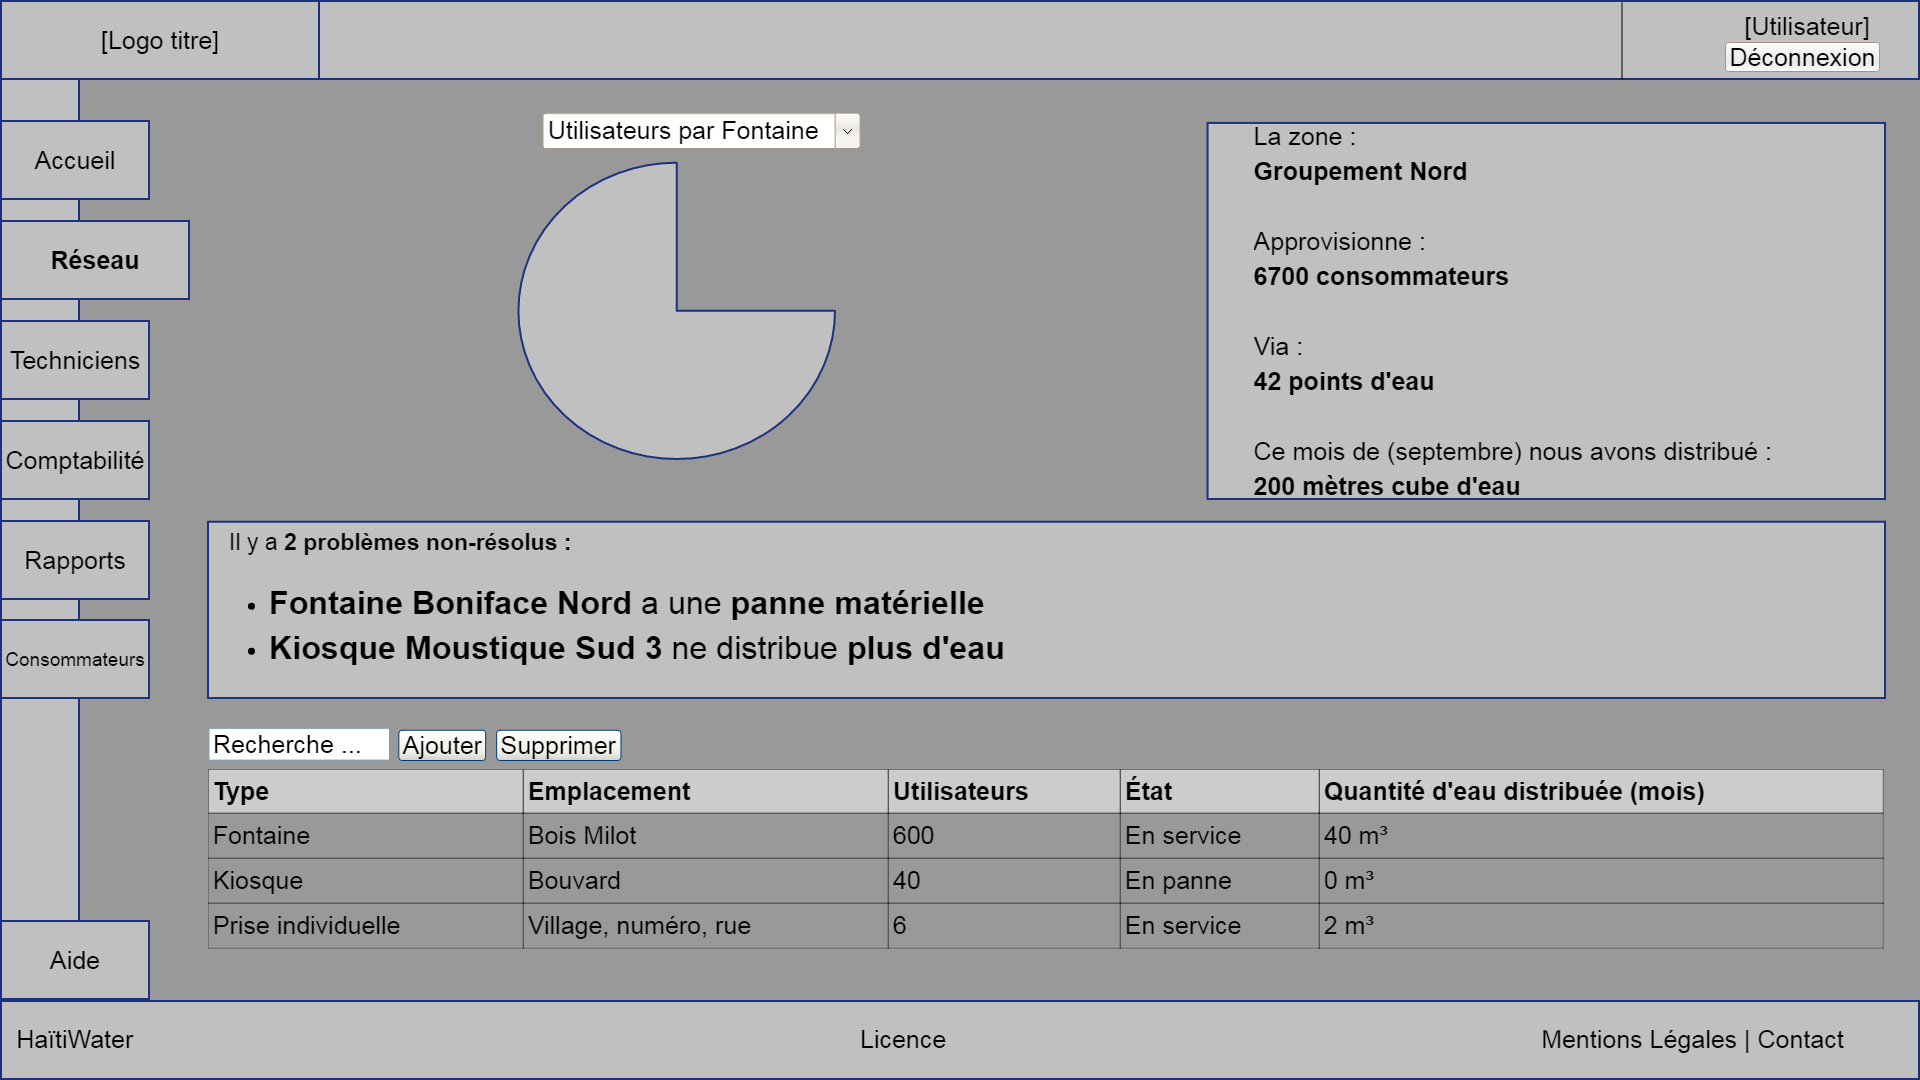 [Logo titre]
[Utilisateur]
Déconnexion
Accueil
Réseau
Techniciens
Comptabilité
Rapports
Consommateurs
Aide
Utilisateurs par Fontaine
La zone :
Groupement Nord
Approvisionne :
6700 consommateurs
Via :
42 points d'eau
Ce mois de (septembre) nous avons distribué :
200 mètres cube d'eau
Il y a 2 problèmes non-résolus :
• Fontaine Boniface Nord a une panne matérielle
• Kiosque Moustique Sud 3 ne distribue plus d'eau
Recherche ... Ajouter Supprimer
Type Emplacement Utilisateurs État Quantité d'eau distribuée (mois)
Fontaine Bois Milot 600 En service 40 m³
Kiosque Bouvard 40 En panne 0 m³
Prise individuelle Village, numéro, rue 6 En service 2 m³
HaïtiWater Licence Mentions Légales | Contact